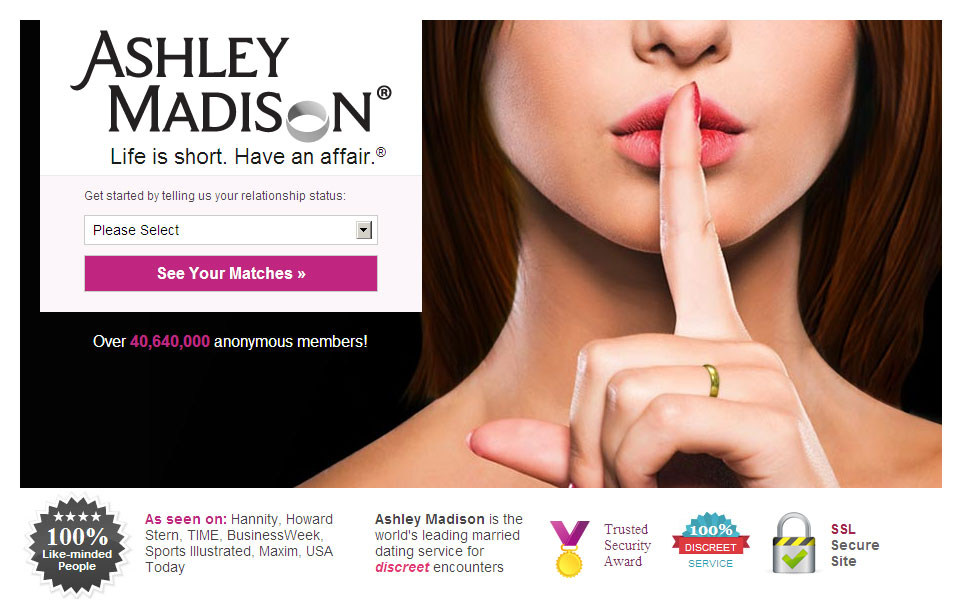 ASHLEY
MADISON®
Life is short. Have an affair.®
Get started by telling us your relationship status:
Please Select
See Your Matches »
Over 40,640,000 anonymous members!
100%
Like-minded
People
As seen on: Hannity, Howard
Stern, TIME, BusinessWeek,
Sports Illustrated, Maxim, USA
Today
Ashley Madison is the
world's leading married
dating service for
discreet encounters
Trusted
Security
Award
100%
DISCREET
SERVICE
SSL
Secure
Site